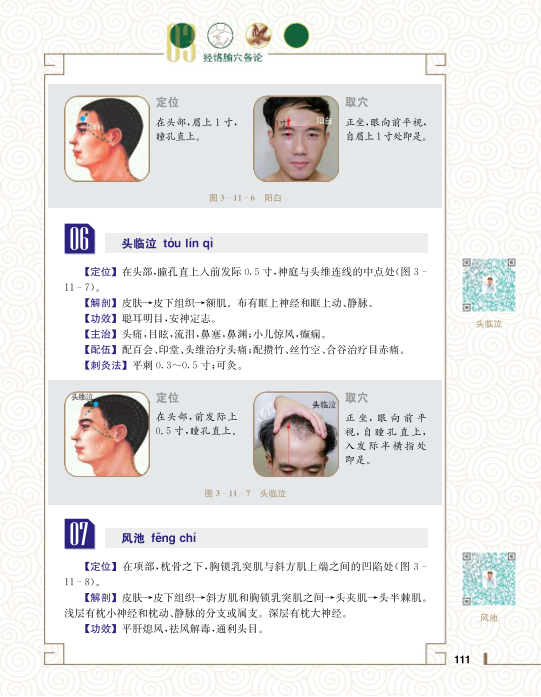 03
经络腧穴各论
定位
在头部,眉上 1 寸,
瞳孔直上。
阳白
1寸
阳白
取穴
正坐,眼向前平视,
自眉上 1 寸处即是。
图 3-11-6 阳白
06
头临泣 tóu lín qì
【定位】在头部,瞳孔直上入前发际 0.5 寸,神庭与头维连线的中点处(图 3-
11-7)。
【解剖】皮肤→皮下组织→额肌。布有眶上神经和眶上动、静脉。
【功效】聪耳明目,安神定志。
【主治】头痛,目眩,流泪,鼻塞,鼻渊;小儿惊风,癫痫。
【配伍】配百会、印堂、头维治疗头痛;配攒竹、丝竹空、合谷治疗目赤痛。
【刺灸法】平刺 0.3～0.5 寸;可灸。
头临泣
头临泣
定位
在头部,前发际上
0.5 寸,瞳孔直上。
头临泣
取穴
正坐,眼向前平
视,自瞳孔直上,
入发际半横指处
即是。
图 3-11-7 头临泣
07
风池 fēng chí
【定位】在项部,枕骨之下,胸锁乳突肌与斜方肌上端之间的凹陷处(图 3-
11-8)。
【解剖】皮肤→皮下组织→斜方肌和胸锁乳突肌之间→头夹肌→头半棘肌。
浅层有枕小神经和枕动、静脉的分支或属支。深层有枕大神经。
【功效】平肝熄风,祛风解毒,通利头目。
风池
111